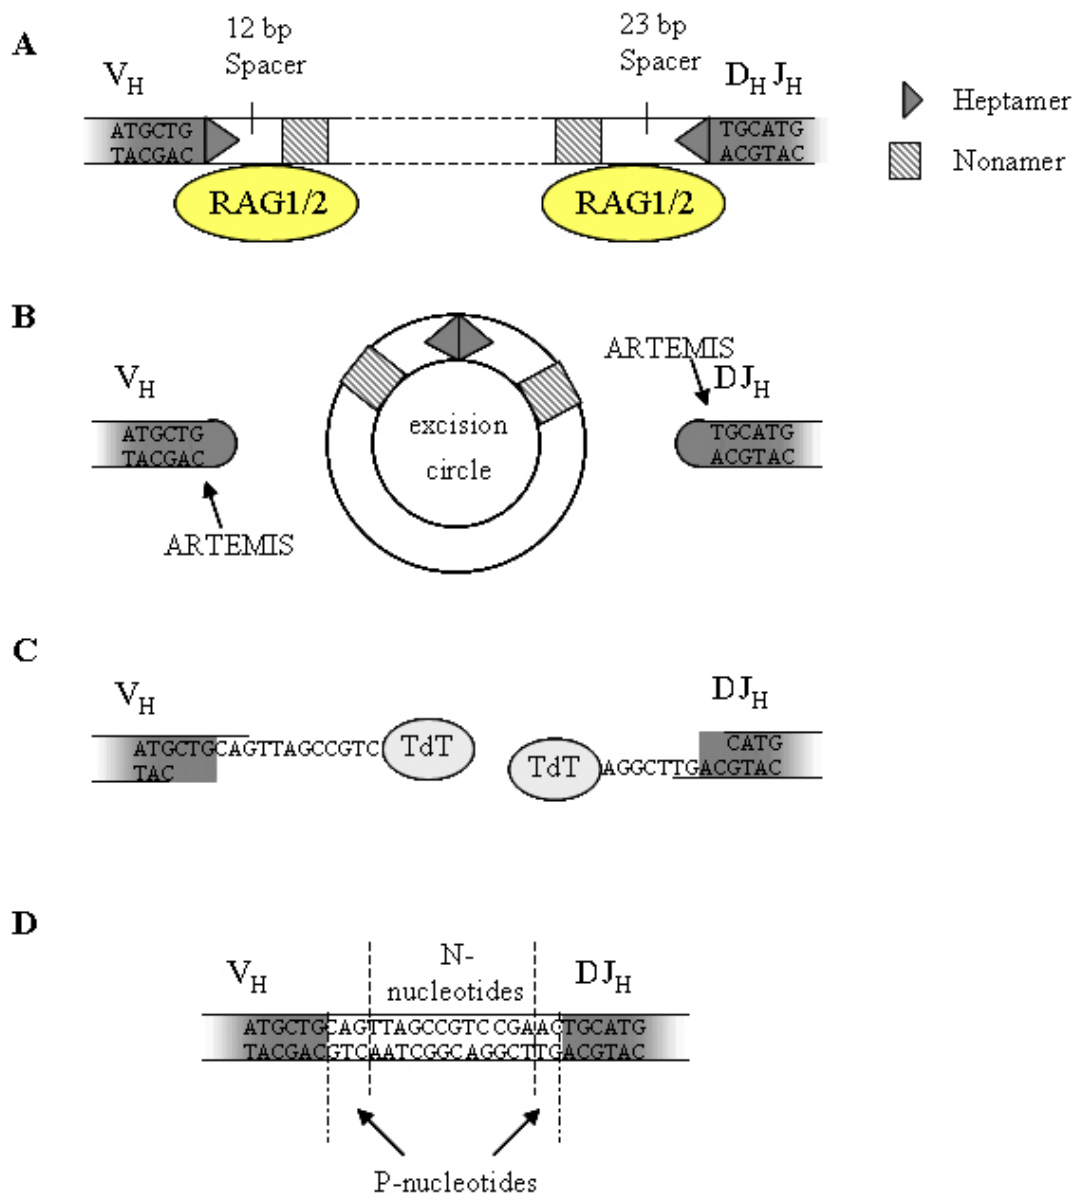 A
12 bp
Spacer
23 bp
Spacer
VH
DH JH
ATGCTG
TACGAC
TGCATG
ACGTAC
RAG1/2
RAG1/2
Heptamer
Nonamer
B
VH
ARTEMIS
DJH
ATGCTG
TACGAC
excision
circle
TGCATG
ACGTAC
ARTEMIS
C
VH
DJH
ATGCTGCAGTTAGCCGTC
TAC
TdT
TdT
CATG
AGGCTTGACGTAC
D
VH
N-
nucleotides
DJH
ATGCTGCAGTTAGCCGTCCGAACTGCATG
TACGACGTCAATCGGCAGGCTTGACGTAC
P-nucleotides